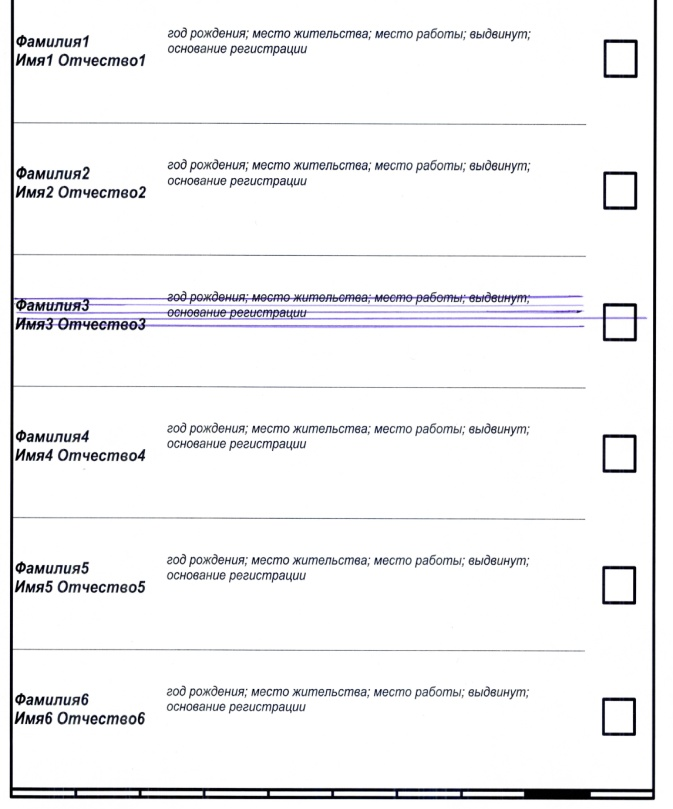 Фамилия1
Имя1 Отчество1
год рождения; место жительства; место работы; выдвинут;
основание регистрации
Фамилия2
Имя2 Отчество2
год рождения; место жительства; место работы; выдвинут;
основание регистрации
Фамилия3
Имя3 Отчество3
год рождения; место жительства; место работы; выдвинут;
основание регистрации
Фамилия4
Имя4 Отчество4
год рождения; место жительства; место работы; выдвинут;
основание регистрации
Фамилия5
Имя5 Отчество5
год рождения; место жительства; место работы; выдвинут;
основание регистрации
Фамилия6
Имя6 Отчество6
год рождения; место жительства; место работы; выдвинут;
основание регистрации